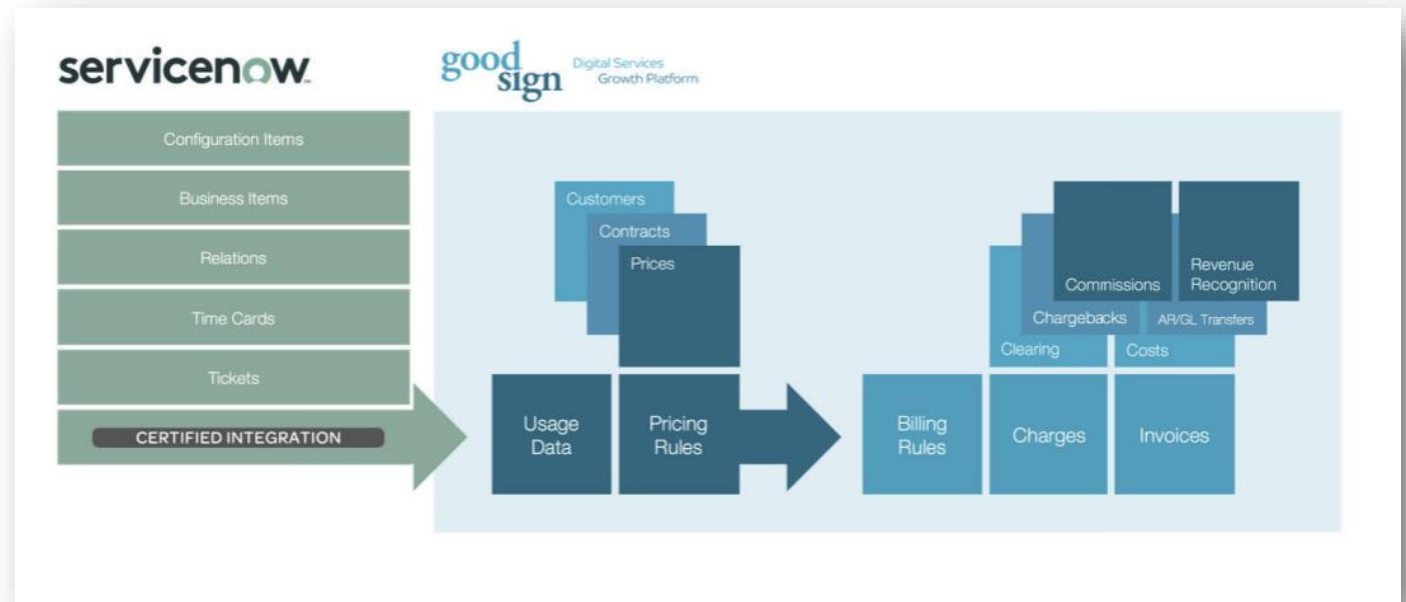 servicenow
good
sign
Digital Services
Growth Platform
Configuration Items
Business Items
Relations
Time Cards
Tickets
CERTIFIED INTEGRATION
Customers
Contracts
Prices
Usage
Data
Pricing
Rules
Commissions
Revenue
Recognition
Chargebacks
AR/GL Transfers
Clearing
Costs
Billing
Rules
Charges
Invoices